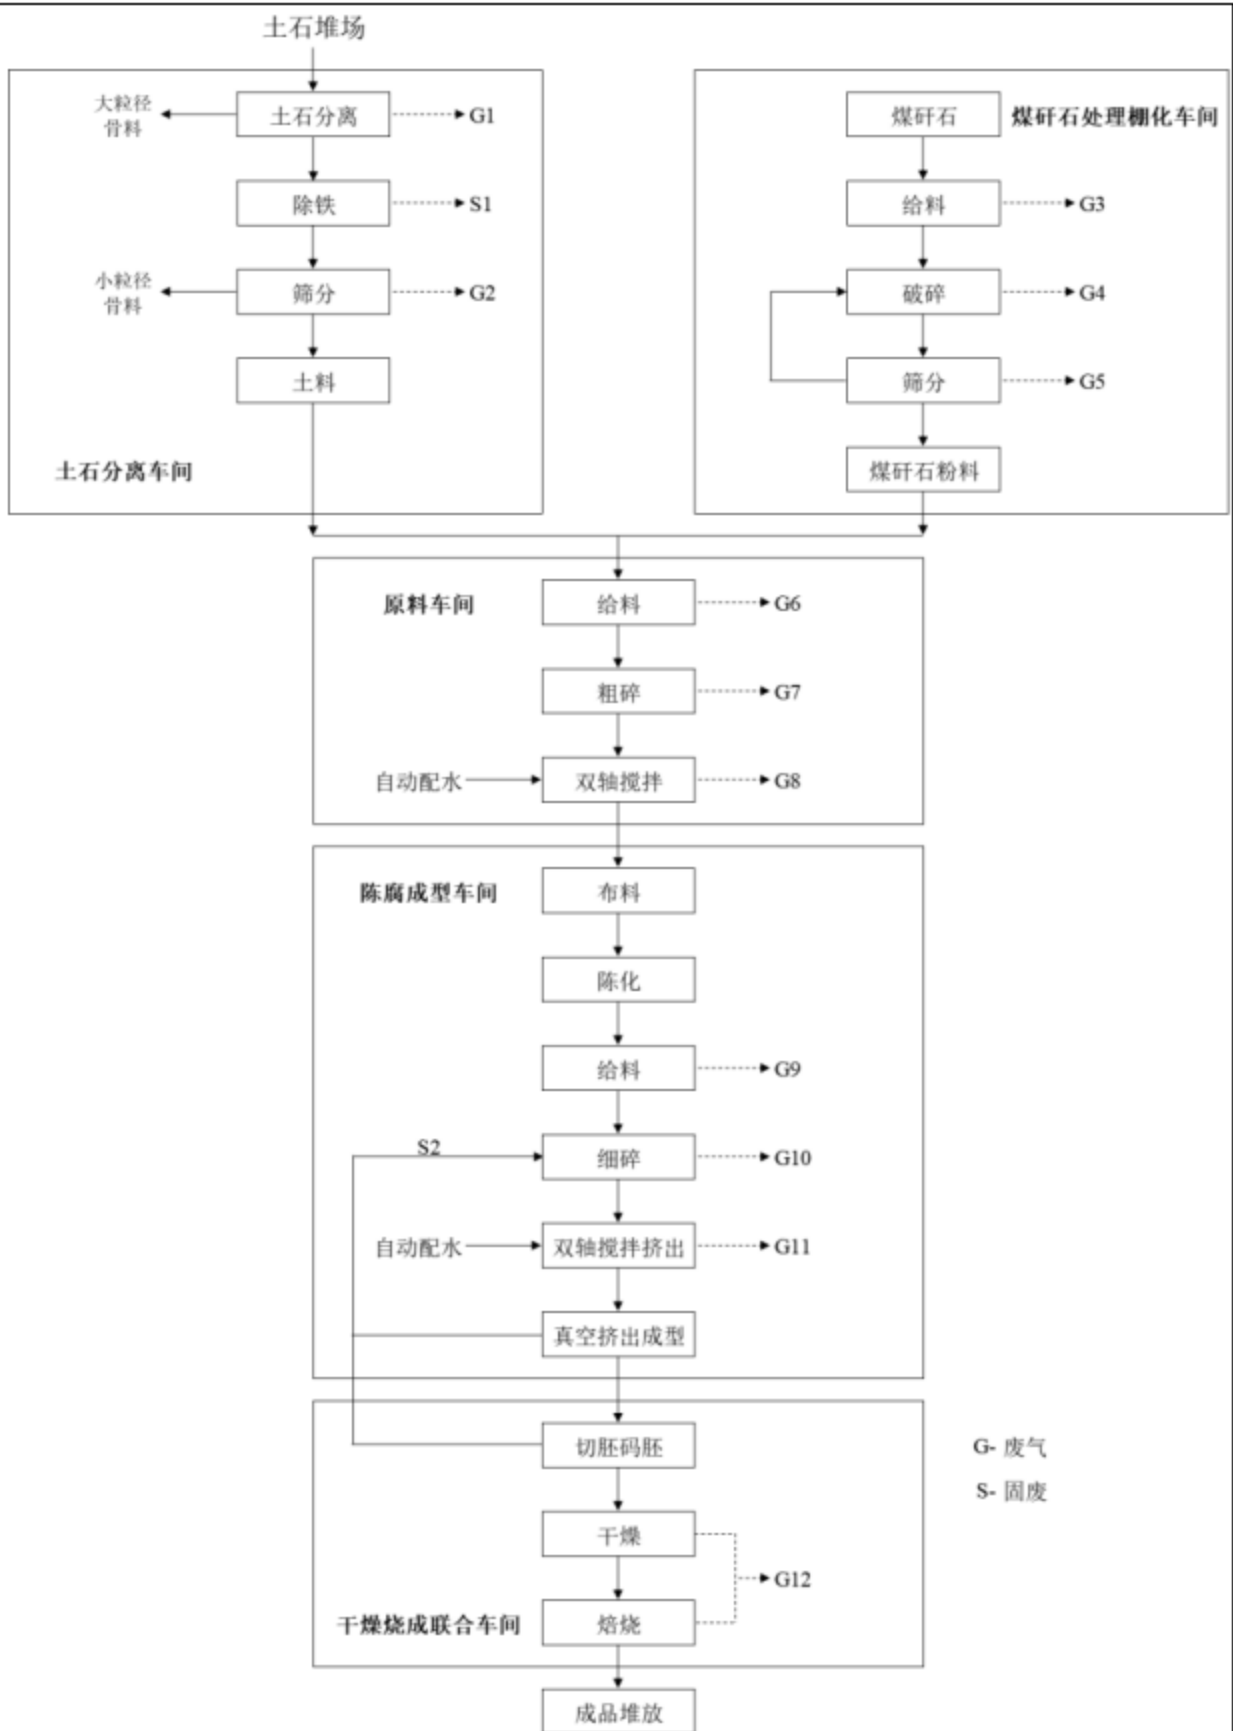 土石堆场
大粒径
骨料
土石分离
G1
除铁
S1
小粒径
骨料
筛分
G2
土料
土石分离车间
煤矸石
煤矸石处理棚化车间
给料
G3
破碎
G4
筛分
G5
煤矸石粉料
原料车间
给料
G6
粗碎
G7
自动配水
双轴搅拌
G8
陈腐成型车间
布料
陈化
给料
G9
S2
细碎
G10
自动配水
双轴搅拌挤出
G11
真空挤出成型
切胚码胚
G- 废气
S- 固废
干燥
G12
干燥烧成联合车间
焙烧
成品堆放